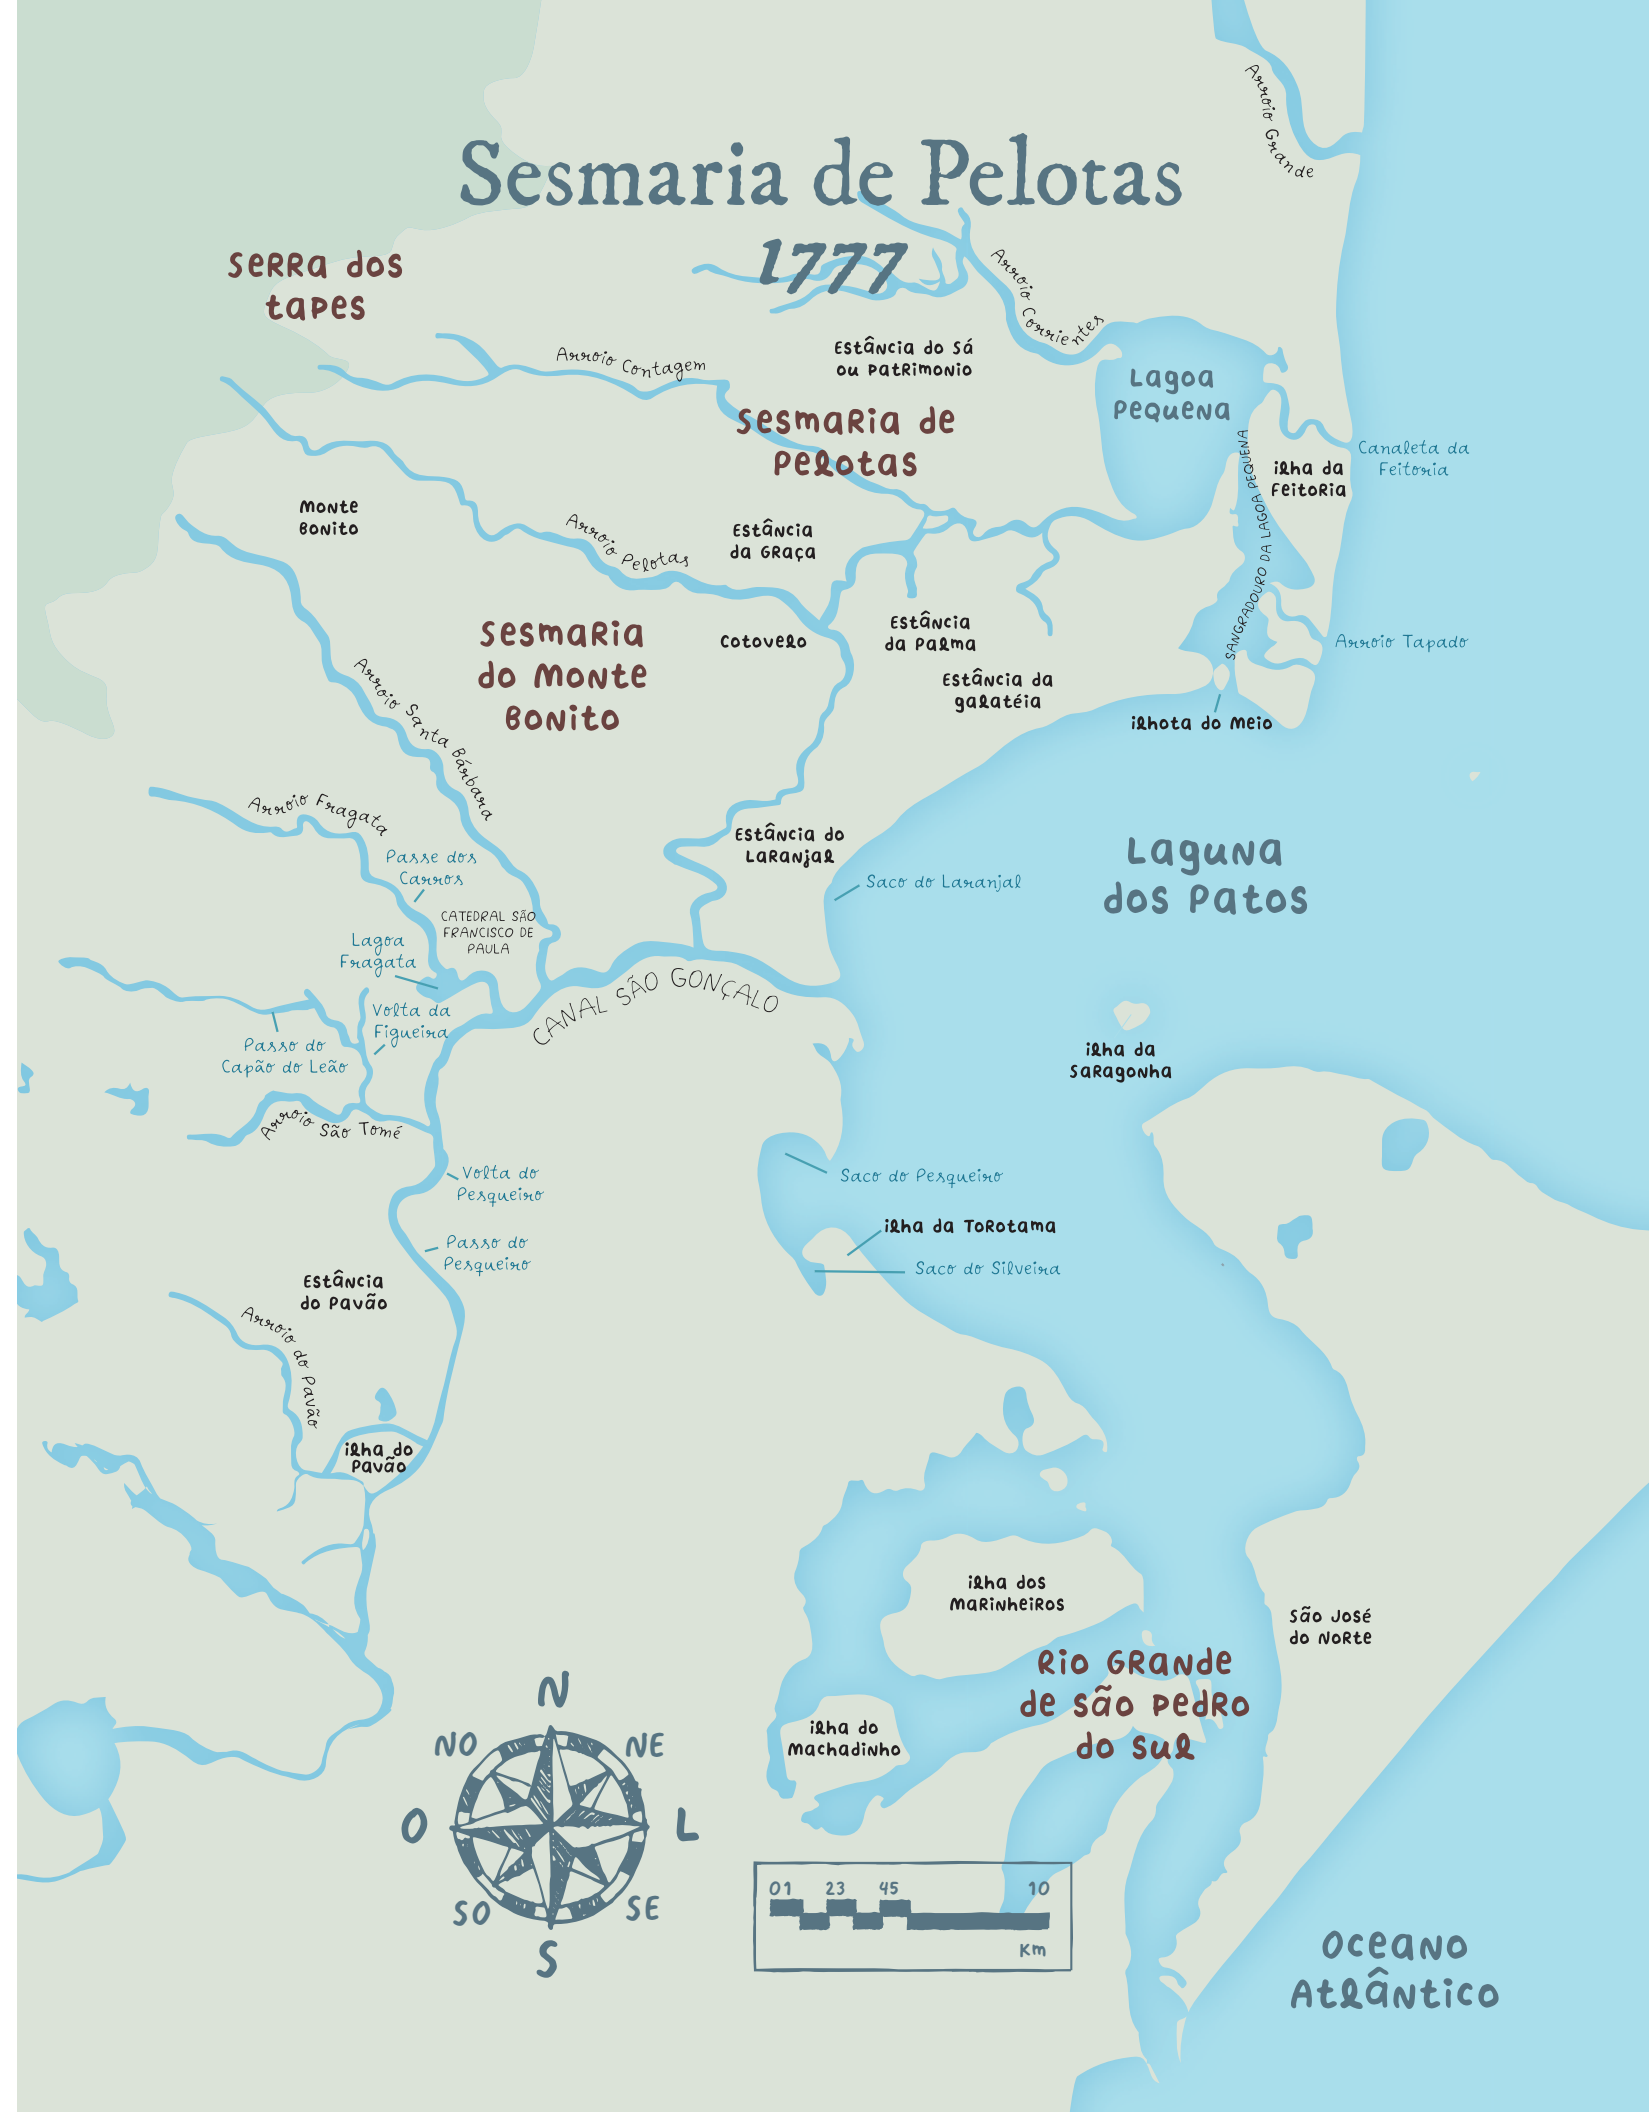 Arroio Grande
Sesmaria de Pelotas
1777
Serra dos
Tapes
Arroio Corrientes
Estância do Sá
ou Patrimonio
Arroio Contagem
Lagoa
Pequena
Sesmaria de
Pelotas
Canaleta da
Feitoria
Ilha da
Feitoria
SANGRADOURO DA LAGOA PEQUENA
Monte
Bonito
Arroio Pelotas
Estância
da Graça
Sesmaria
do Monte
Bonito
Cotovelo
Estância
da Palma
Arroio Tapado
Estância da
Galatéia
Ilhota do Meio
Arroio Santa Bárbara
Arroio Fragata
Passe dos
Carros
Estância do
Laranjal
Saco do Laranjal
Laguna
dos Patos
CATEDRAL SÃO
FRANCISCO DE
PAULA
Lagoa
Fragata
CANAL SÃO GONÇALO
Volta da
Figueira
Passo do
Capão do Leão
Ilha da
Saragonha
Arroio São Tomé
Volta do
Pesqueiro
Saco do Pesqueiro
Ilha da Torotama
Passo do
Pesqueiro
Saco do Silveira
Estância
do Pavão
Arroio do Pavão
Ilha do
Pavão
Ilha dos
Marinheiros
São José
do Norte
Rio Grande
de São Pedro
do Sul
Ilha do
Machadinho
N
NO
NE
O
L
SO
SE
S
01 23 45 10
Km
Oceano
Atlântico